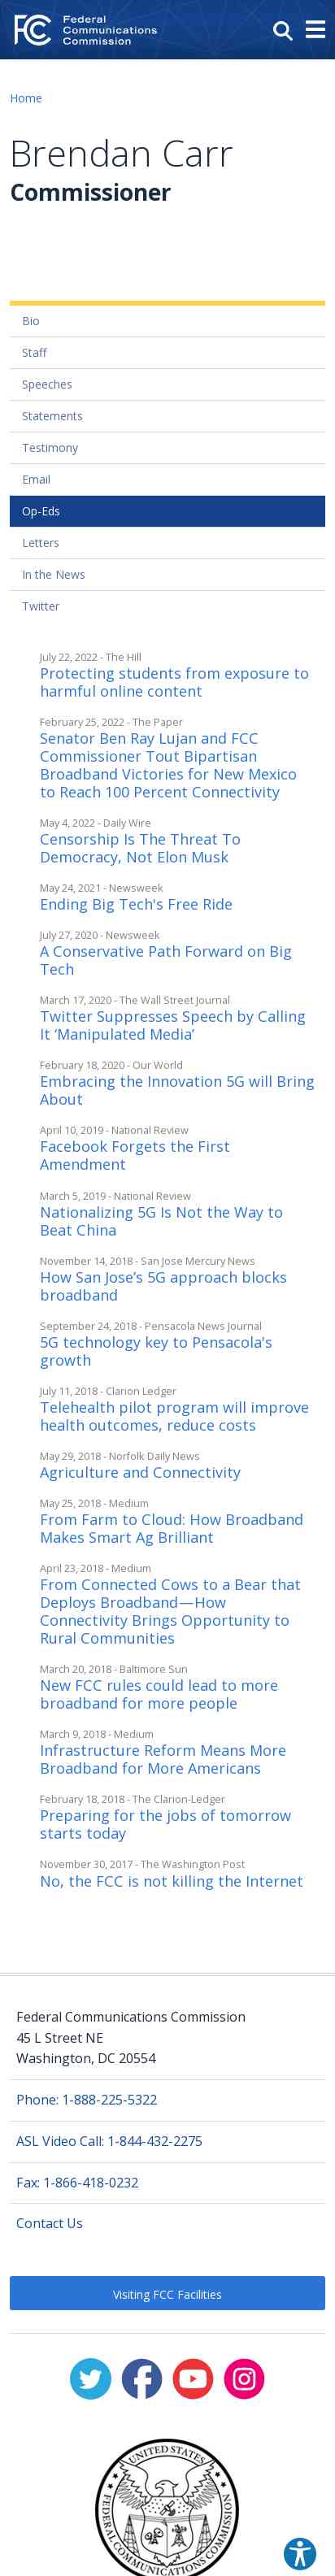 FCC Federal
Communications
Commission
Home
Brendan Carr
Commissioner
Bio
Staff
Speeches
Statements
Testimony
Email
Op-Eds
Letters
In the News
Twitter
July 22, 2022 - The Hill
Protecting students from exposure to
harmful online content
February 25, 2022 - The Paper
Senator Ben Ray Lujan and FCC
Commissioner Tout Bipartisan
Broadband Victories for New Mexico
to Reach 100 Percent Connectivity
May 4, 2022 - Daily Wire
Censorship Is The Threat To
Democracy, Not Elon Musk
May 24, 2021 - Newsweek
Ending Big Tech's Free Ride
July 27, 2020 - Newsweek
A Conservative Path Forward on Big
Tech
March 17, 2020 - The Wall Street Journal
Twitter Suppresses Speech by Calling
It ‘Manipulated Media’
February 18, 2020 - Our World
Embracing the Innovation 5G will Bring
About
April 10, 2019 - National Review
Facebook Forgets the First
Amendment
March 5, 2019 - National Review
Nationalizing 5G Is Not the Way to
Beat China
November 14, 2018 - San Jose Mercury News
How San Jose’s 5G approach blocks
broadband
September 24, 2018 - Pensacola News Journal
5G technology key to Pensacola's
growth
July 11, 2018 - Clarion Ledger
Telehealth pilot program will improve
health outcomes, reduce costs
May 29, 2018 - Norfolk Daily News
Agriculture and Connectivity
May 25, 2018 - Medium
From Farm to Cloud: How Broadband
Makes Smart Ag Brilliant
April 23, 2018 - Medium
From Connected Cows to a Bear that
Deploys Broadband — How
Connectivity Brings Opportunity to
Rural Communities
March 20, 2018 - Baltimore Sun
New FCC rules could lead to more
broadband for more people
March 9, 2018 - Medium
Infrastructure Reform Means More
Broadband for More Americans
February 18, 2018 - The Clarion-Ledger
Preparing for the jobs of tomorrow
starts today
November 30, 2017 - The Washington Post
No, the FCC is not killing the Internet
Federal Communications Commission
45 L Street NE
Washington, DC 20554
Phone: 1-888-225-5322
ASL Video Call: 1-844-432-2275
Fax: 1-866-418-0232
Contact Us
Visiting FCC Facilities
UNITED STATES
FEDERAL COMMUNICATIONS COMMISSION